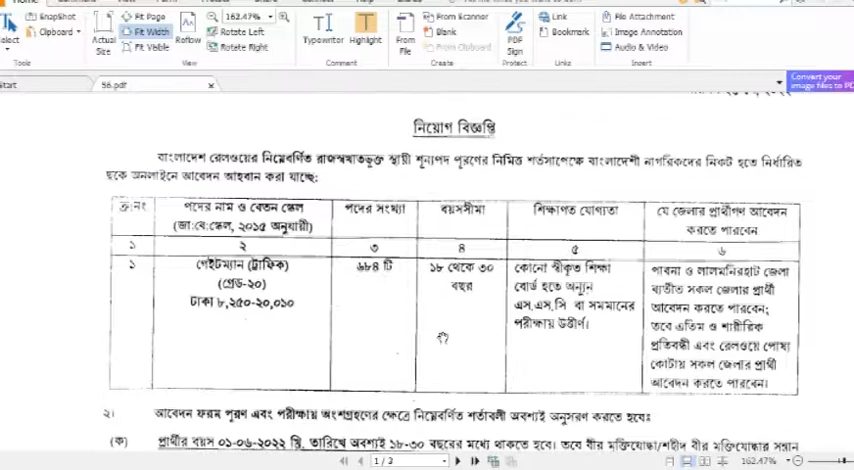 SnapShot
Clipboard
Select
Tools
Actual Size
Fit Page
Fit Width
Fit Visible
Reflow
162.47%
Rotate Left
Rotate Right
View
Typewriter
Highlight
Comment
From File
From Scanner
Blank
From Clipboard
Create
PDF Sign
Protect
Link
Bookmark
Links
File Attachment
Image Annotation
Audio & Video
Insert
Start
56.pdf
x
Convert your
image files to PD
নিয়োগ বিজ্ঞপ্তি
বাংলাদেশ রেলওয়ের নিম্নেবর্ণিত রাজস্বখাতভুক্ত স্থায়ী শূন্যপদ পূরণের নিমিত্ত শর্তসাপেক্ষে বাংলাদেশী নাগরিকদের নিকট হতে নির্ধারিত
ছকে অনলাইনে আবেদন আহবান করা যাচ্ছে:
ক্র:নং পদের নাম ও বেতন স্কেল পদের সংখ্যা বয়সসীমা শিক্ষাগত যোগ্যতা যে জেলার প্রার্থীগণ আবেদন
(জা:বে:স্কেল, ২০১৫ অনুযায়ী) করতে পারবেন
১ ২ ৩ ৪ ৫ ৬
১ গেইটম্যান (ট্রাফিক) ৬৮৪ টি ১৮ থেকে ৩০ কোনো স্বীকৃত শিক্ষা পাবনা ও লালমনিরহাট জেলা
(গ্রেড-২০) বছর বোর্ড হতে অন্যূন ব্যতীত সকল জেলার প্রার্থী
টাকা ৮,২৫০-২০,০১০ এস.এস.সি বা সমমানের আবেদন করতে পারবেন;
পরীক্ষায় উত্তীর্ণ। তবে এতিম ও শারীরিক
প্রতিবন্ধী এবং রেলওয়ে পোষ্য
কোটায় সকল জেলার প্রার্থী
আবেদন করতে পারবেন।
২। আবেদন ফরম পূরণ এবং পরীক্ষায় অংশগ্রহণের ক্ষেত্রে নিম্নেবর্ণিত শর্তাবলী অবশ্যই অনুসরণ করতে হবেঃ
(ক) প্রার্থীর বয়স ০১-০৬-২০২২ খ্রি. তারিখে অবশ্যই ১৮-৩০ বছরের মধ্যে থাকতে হবে। তবে বীর মুক্তিযোদ্ধা/শহীদ বীর মুক্তিযোদ্ধার সন্তান
1 / 3
162.47%